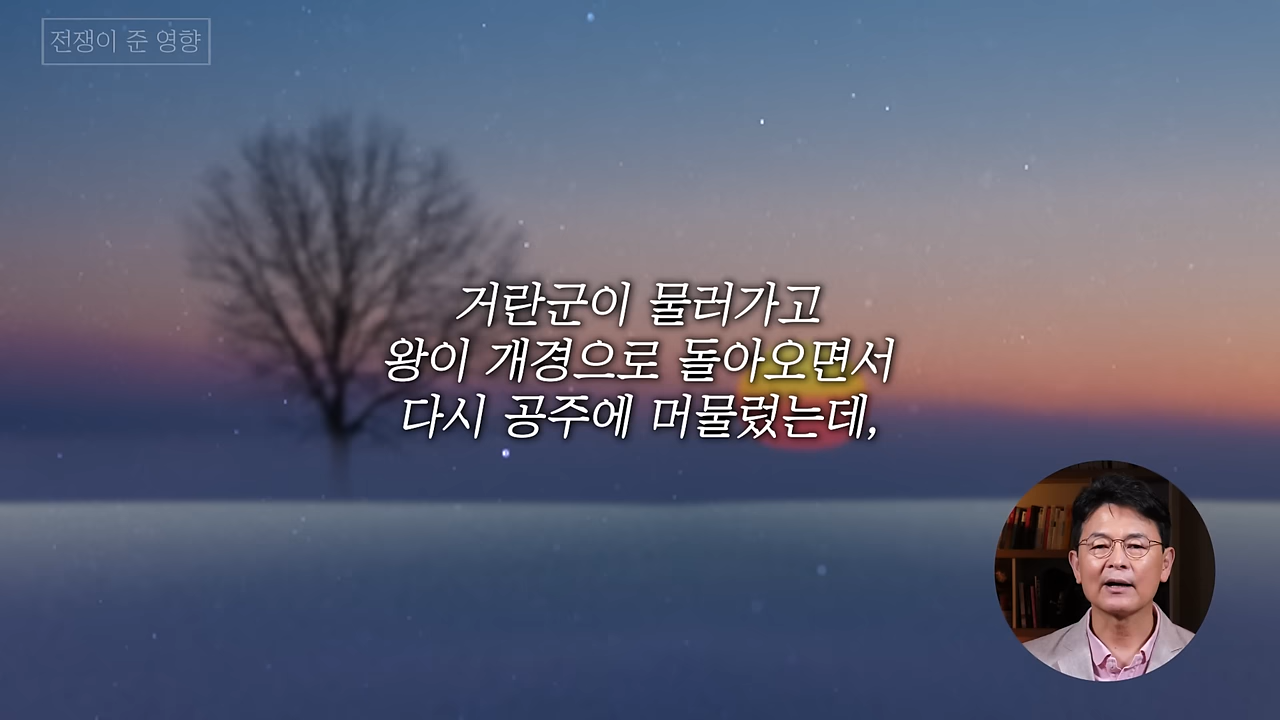 전쟁이 준 영향
거란군이 물러가고
왕이 개경으로 돌아오면서
다시 공주에 머물렀는데,